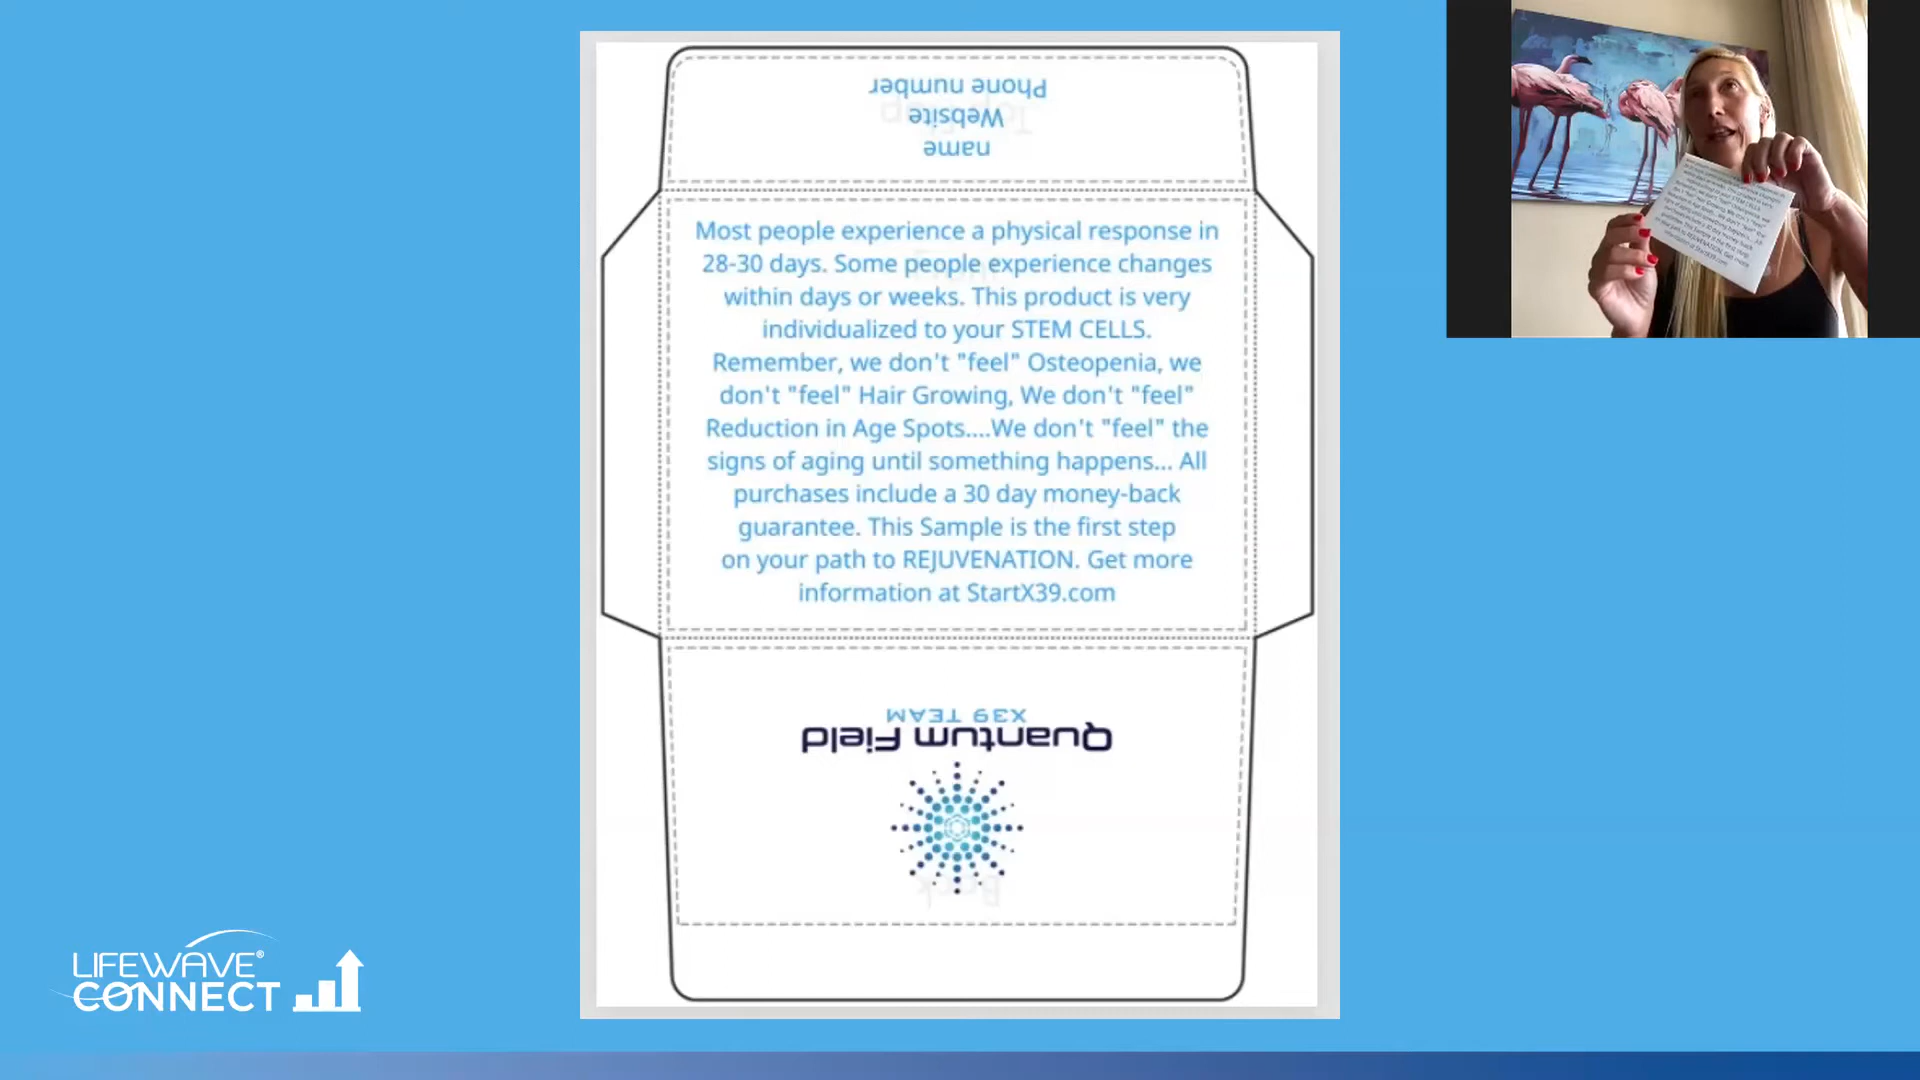 Phone number
Website
name
Most people experience a physical response in
28-30 days. Some people experience changes
within days or weeks. This product is very
individualized to your STEM CELLS.
Remember, we don't "feel" Osteopenia, we
don't "feel" Hair Growing, We don't "feel"
Reduction in Age Spots....We don't "feel" the
signs of aging until something happens... All
purchases include a 30 day money-back
guarantee. This Sample is the first step
on your path to REJUVENATION. Get more
information at StartX39.com
X39 TEAM
Quantum Field
Back
LIFEWAVE®
CONNECT